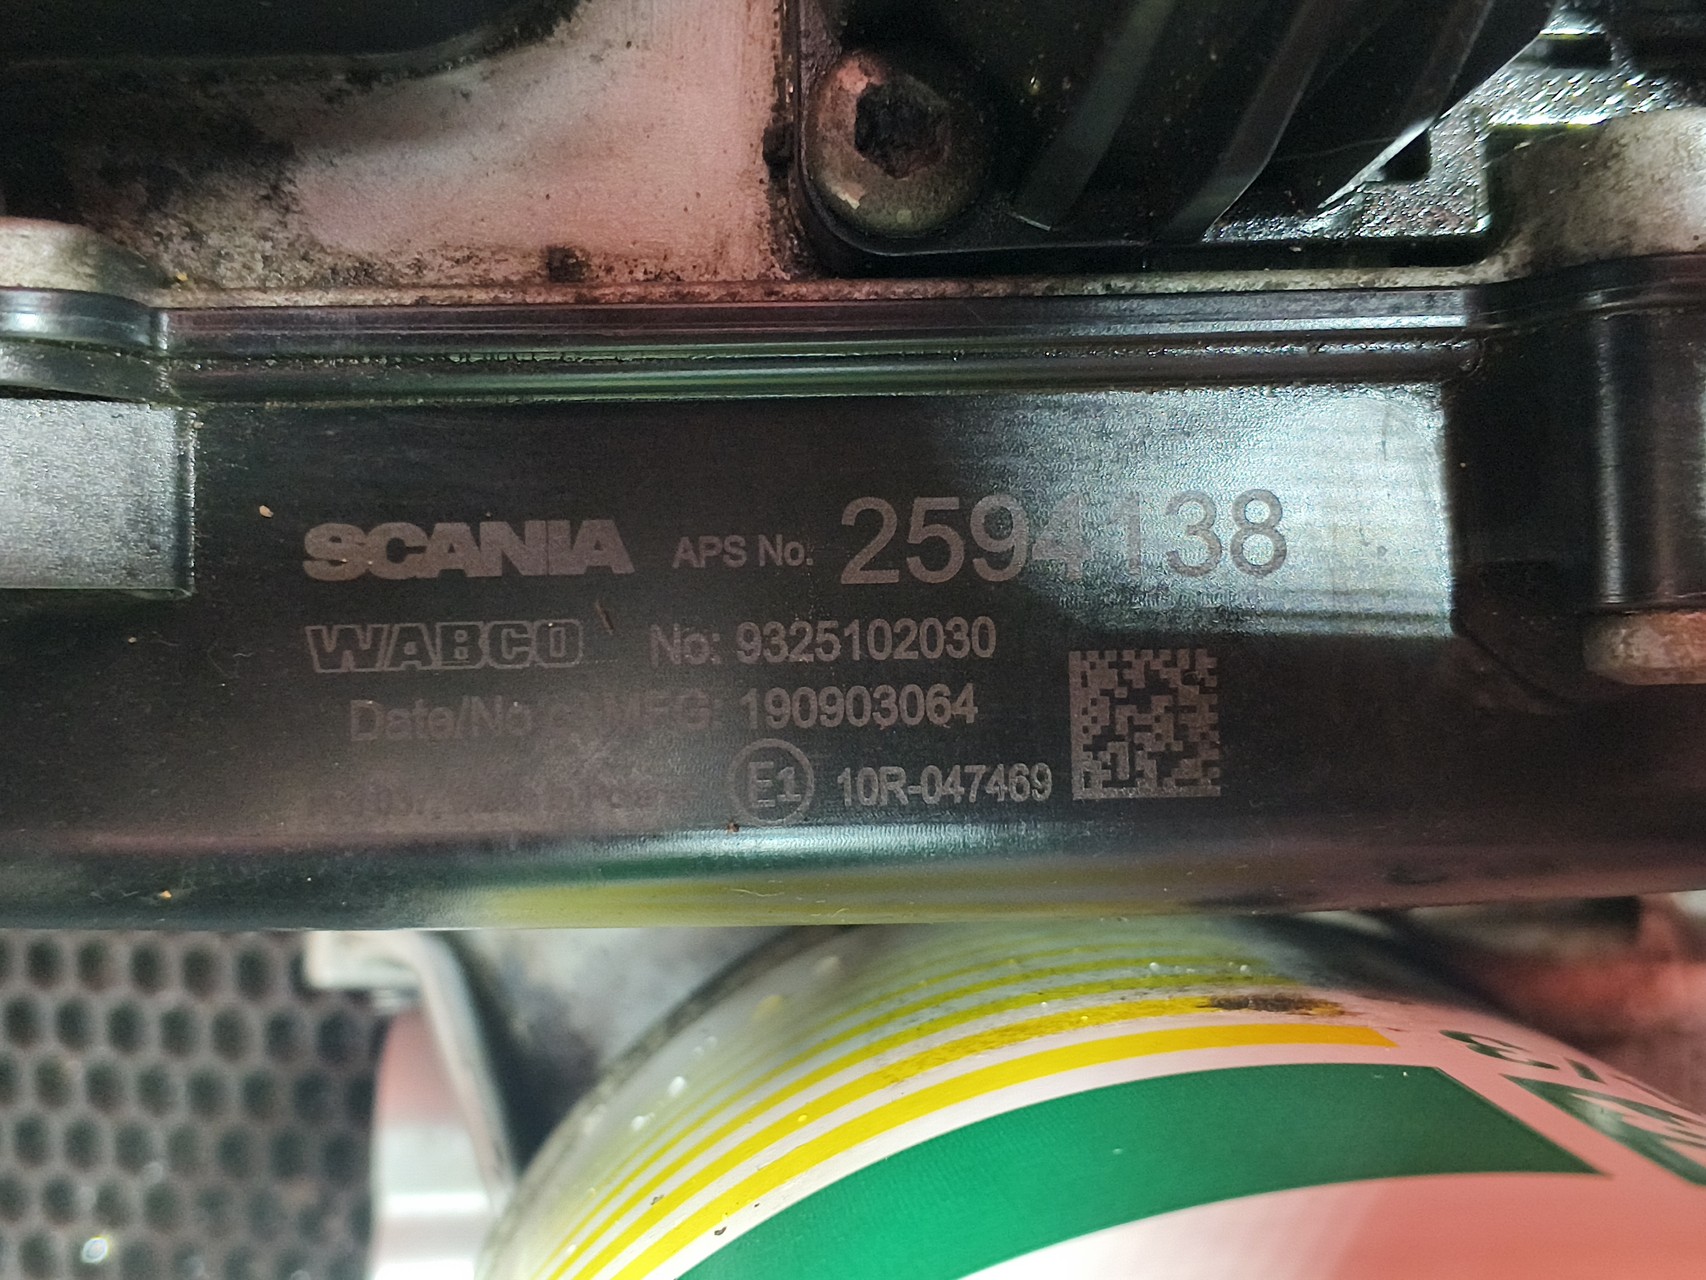 SCANIA APS No. 2594138
WABCO No: 9325102030
Date/No of MFG: 190903064
E1 10R-047469